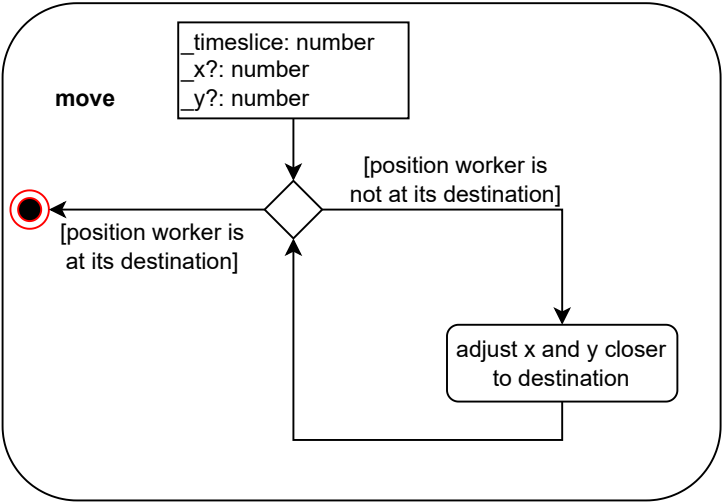 _timeslice: number
_x?: number
_y?: number
move
[position worker is
not at its destination]
[position worker is
at its destination]
adjust x and y closer
to destination